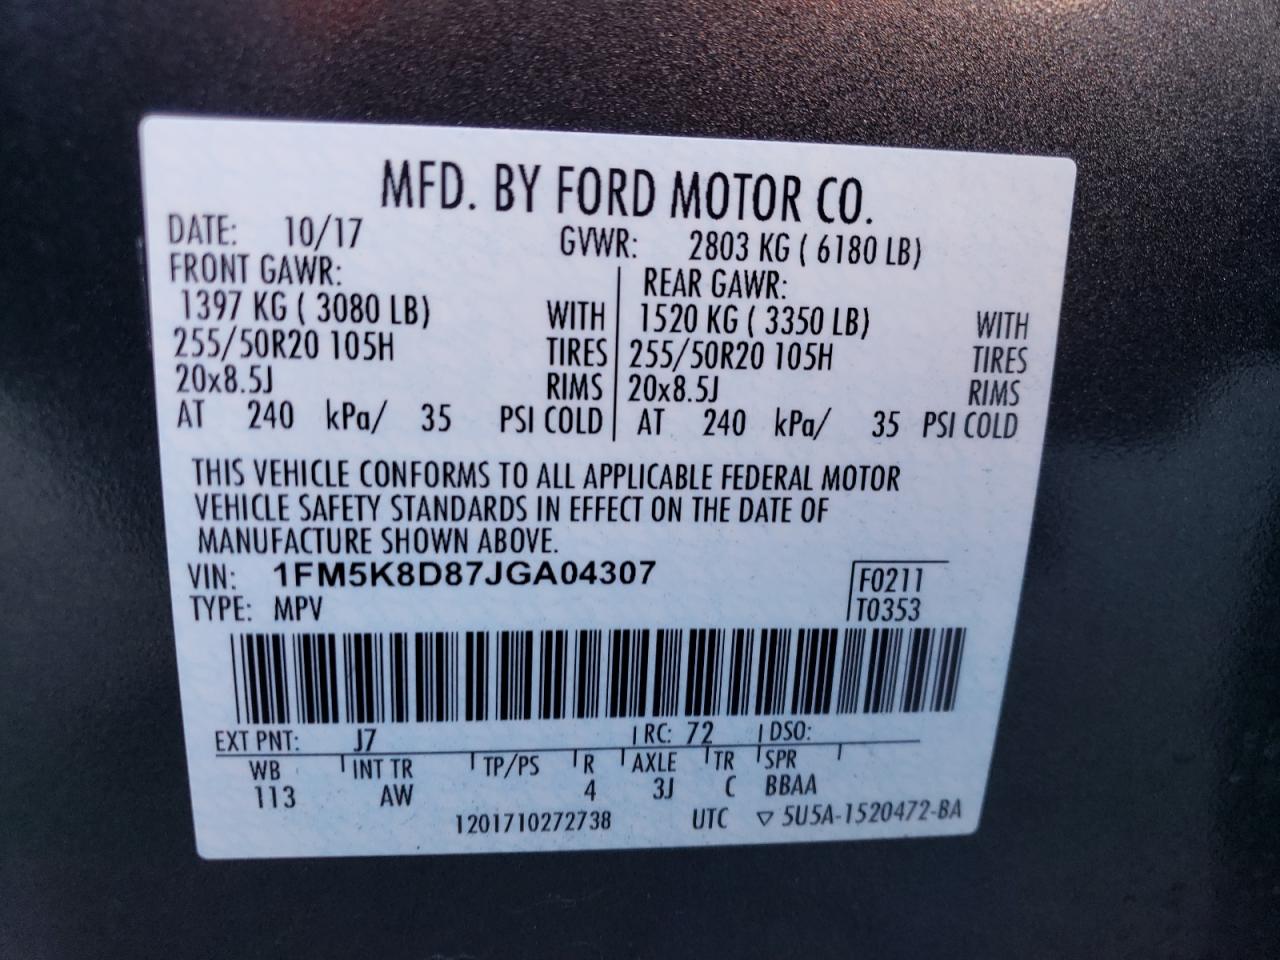 MFD. BY FORD MOTOR CO.
DATE: 10/17 GVWR: 2803 KG ( 6180 LB)
FRONT GAWR: REAR GAWR:
1397 KG ( 3080 LB) WITH 1520 KG ( 3350 LB) WITH
255/50R20 105H TIRES 255/50R20 105H TIRES
20x8.5J RIMS 20x8.5J RIMS
AT 240 kPa/ 35 PSI COLD AT 240 kPa/ 35 PSI COLD
THIS VEHICLE CONFORMS TO ALL APPLICABLE FEDERAL MOTOR
VEHICLE SAFETY STANDARDS IN EFFECT ON THE DATE OF
MANUFACTURE SHOWN ABOVE.
VIN: 1FM5K8D87JGA04307 F0211
TYPE: MPV T0353
EXT PNT: J7 RC: 72 DSO:
WB INT TR TP/PS R AXLE TR SPR
113 AW 4 3J C BBAA
1201710272738 UTC ▽ 5U5A-1520472-BA